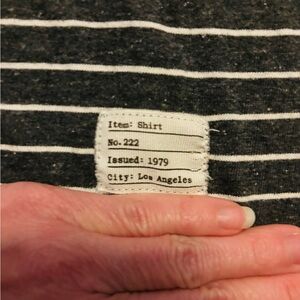 Item: Shirt
No. 222
Issued: 1979
City: Los Angeles